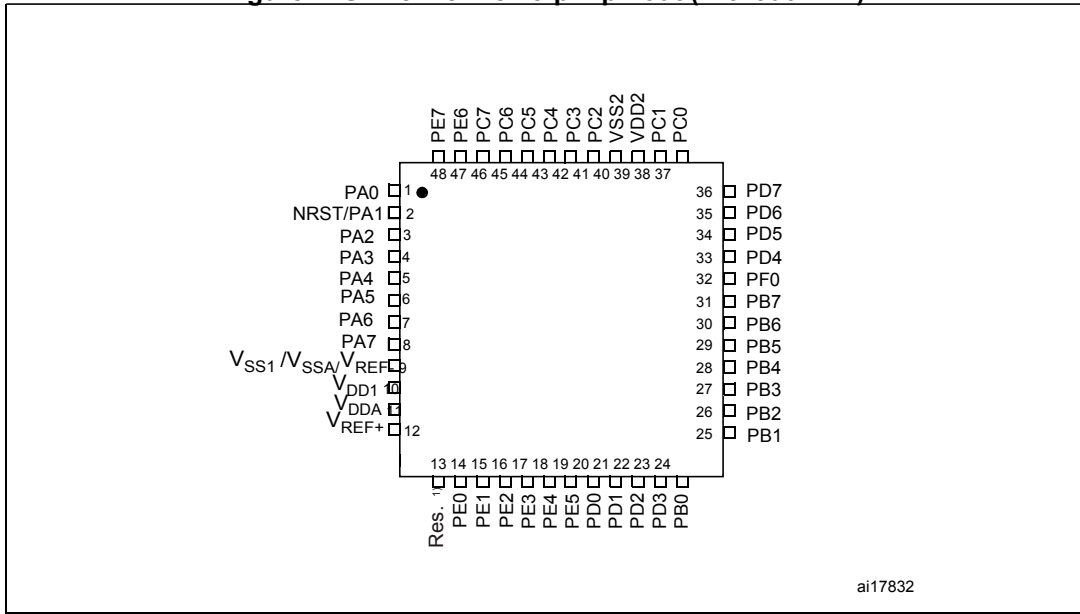 PE7 PE6 PC7 PC6 PC5 PC4 PC3 PC2 VSS2 VDD2 PC1 PC0
48 47 46 45 44 43 42 41 40 39 38 37
PA0 1
NRST/PA1 2
PA2 3
PA3 4
PA4 5
PA5 6
PA6 7
PA7 8
VSS1 /VSSA/VREF- 9
VDD1 10
VDDA 11
VREF+ 12
36 PD7
35 PD6
34 PD5
33 PD4
32 PF0
31 PB7
30 PB6
29 PB5
28 PB4
27 PB3
26 PB2
25 PB1
13 14 15 16 17 18 19 20 21 22 23 24
Res. 1) PE0 PE1 PE2 PE3 PE4 PE5 PD0 PD1 PD2 PD3 PB0
ai17832